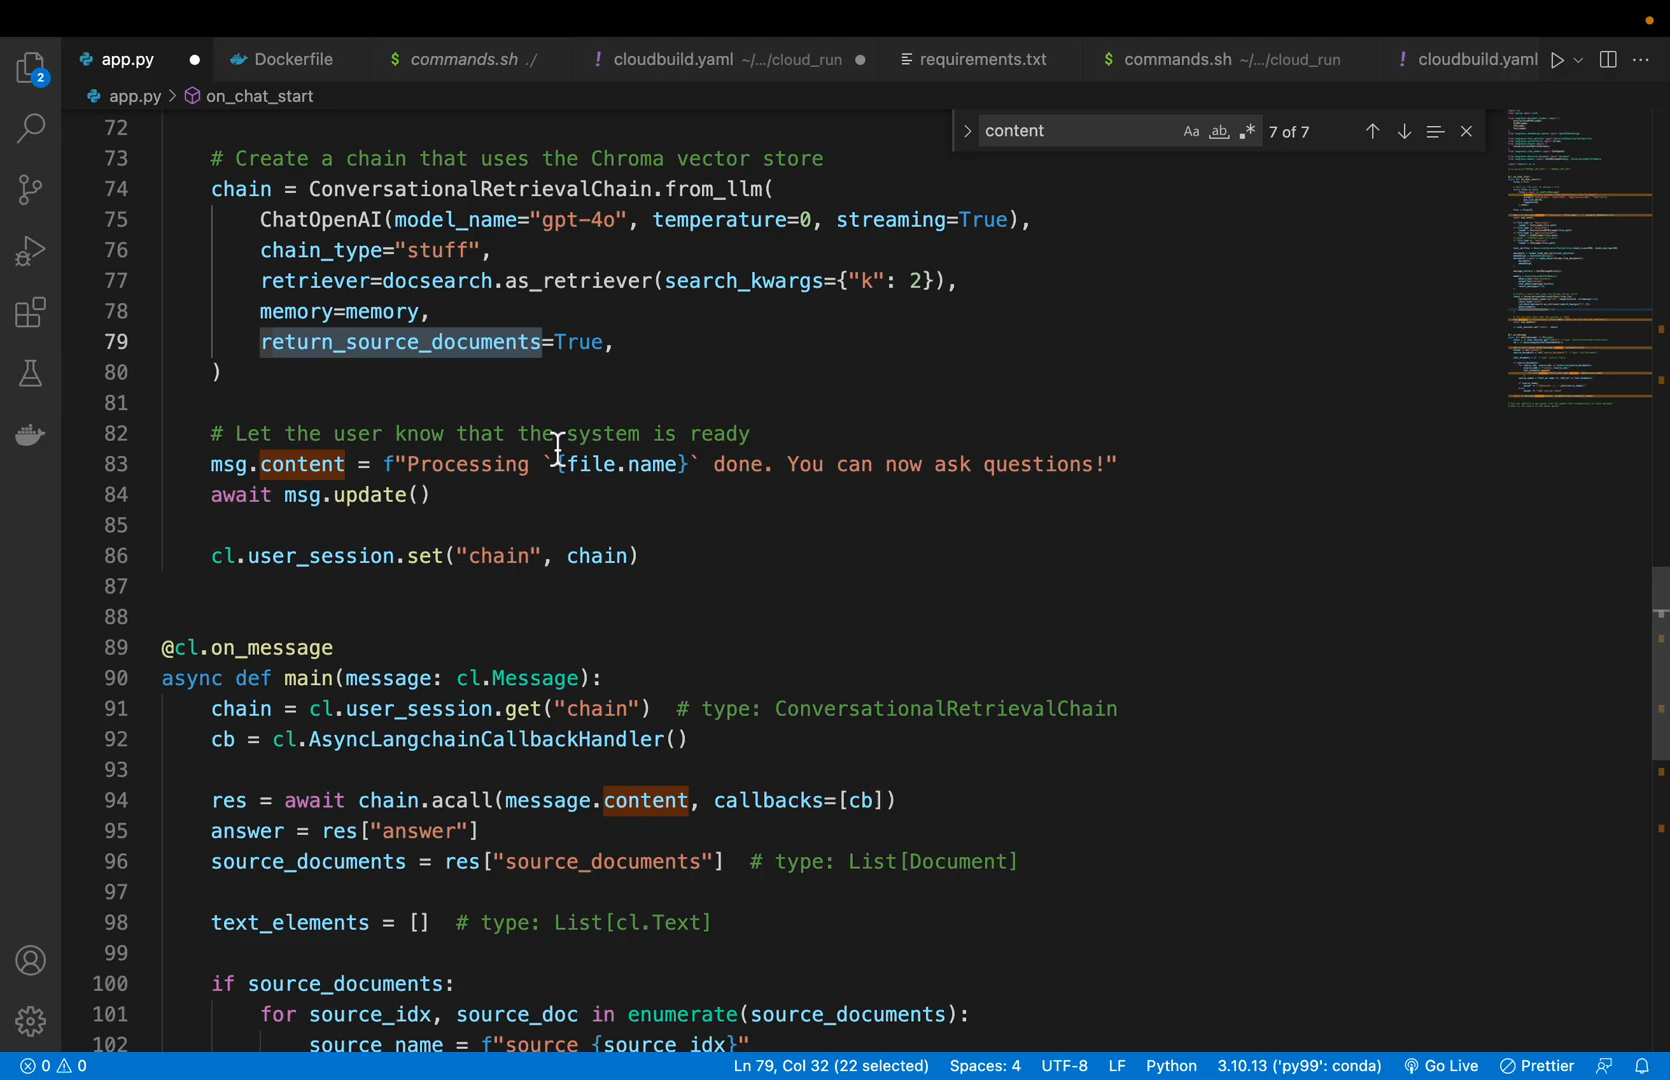 app.py
Dockerfile
$ commands.sh ./
! cloudbuild.yaml ~/.../cloud_run
requirements.txt
$ commands.sh ~/.../cloud_run
! cloudbuild.yaml
2
app.py > on_chat_start
content
Aa ab .* 7 of 7
72
73 # Create a chain that uses the Chroma vector store
74 chain = ConversationalRetrievalChain.from_llm(
75 ChatOpenAI(model_name="gpt-4o", temperature=0, streaming=True),
76 chain_type="stuff",
77 retriever=docsearch.as_retriever(search_kwargs={"k": 2}),
78 memory=memory,
79 return_source_documents=True,
80 )
81
82 # Let the user know that the system is ready
83 msg.content = f"Processing `{file.name}` done. You can now ask questions!"
84 await msg.update()
85
86 cl.user_session.set("chain", chain)
87
88
89 @cl.on_message
90 async def main(message: cl.Message):
91 chain = cl.user_session.get("chain")  # type: ConversationalRetrievalChain
92 cb = cl.AsyncLangchainCallbackHandler()
93
94 res = await chain.acall(message.content, callbacks=[cb])
95 answer = res["answer"]
96 source_documents = res["source_documents"]  # type: List[Document]
97
98 text_elements = []  # type: List[cl.Text]
99
100 if source_documents:
101 for source_idx, source_doc in enumerate(source_documents):
102 source_name = f"source_{source_idx}"
0 0
Ln 79, Col 32 (22 selected)
Spaces: 4
UTF-8
LF
Python
3.10.13 ('py99': conda)
Go Live
Prettier